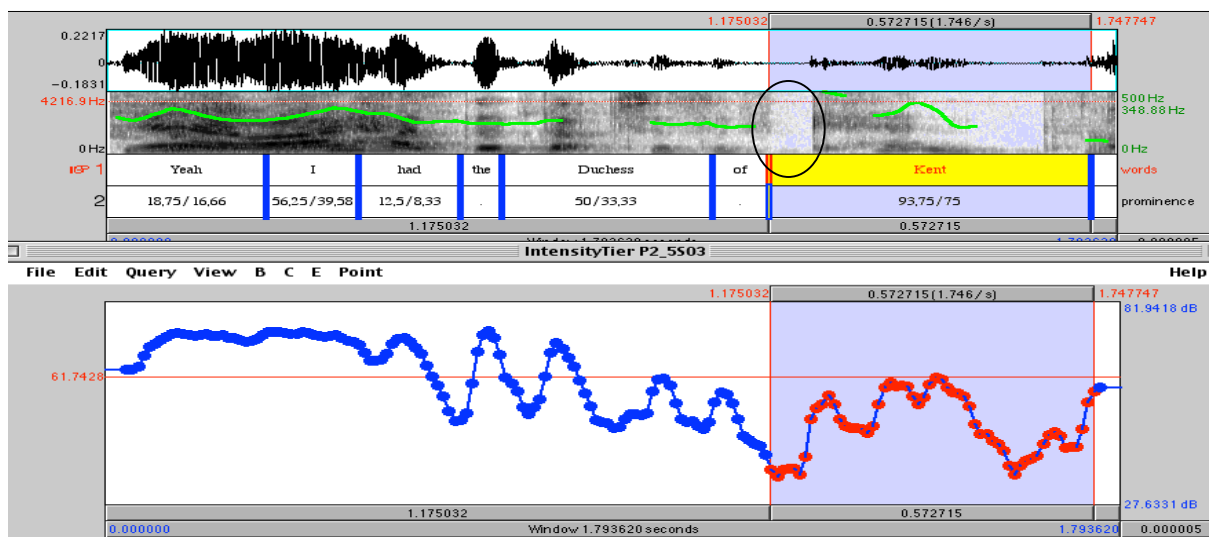 1.175032 0.572715 (1.746 / s) 1.747747
0.2217
0
−0.1831
4216.9 Hz 500 Hz
348.88 Hz
0 Hz 0 Hz
1 Yeah I had the Duchess of Kent words
2 18,75/16,66 56,25/39,58 12,5/8,33 . 50/33,33 . 93,75/75 prominence
1.175032 0.572715
0.000000 Window 1.793620 seconds 1.793620 0.000005
IntensityTier P2_5S03
File Edit Query View B C E Point Help
1.175032 0.572715 (1.746 / s) 1.747747
81.9418 dB
61.7428
27.6331 dB
1.175032 0.572715
0.000000 Window 1.793620 seconds 1.793620 0.000005